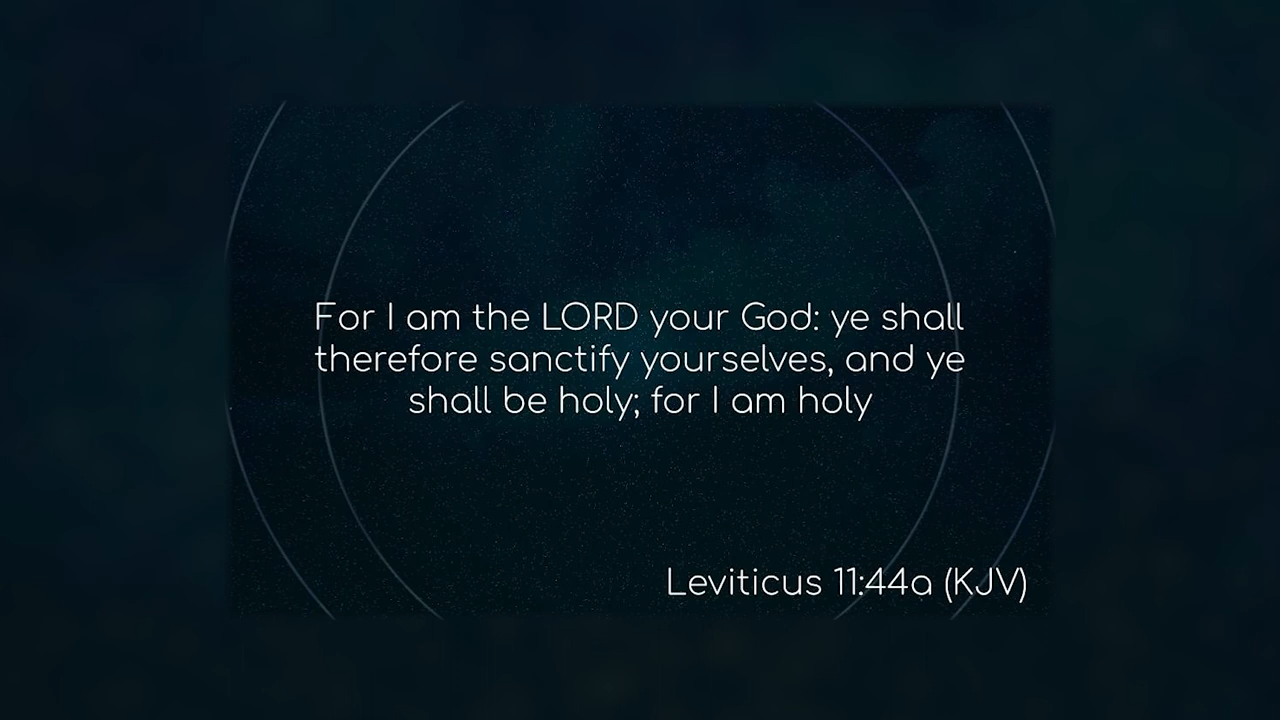 For I am the LORD your God: ye shall
therefore sanctify yourselves, and ye
shall be holy; for I am holy
Leviticus 11:44a (KJV)